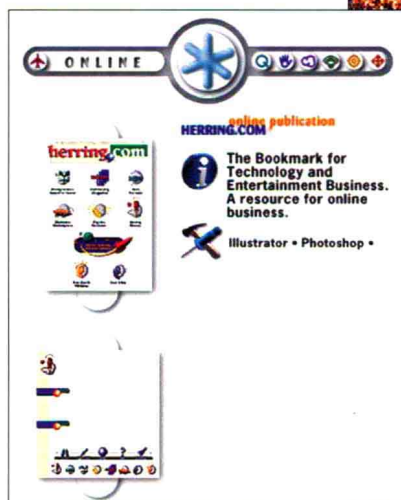 ONLINE
online publication
HERRING.COM
herring.com
The Bookmark for
Technology and
Entertainment Business.
A resource for online
business.
Illustrator • Photoshop •